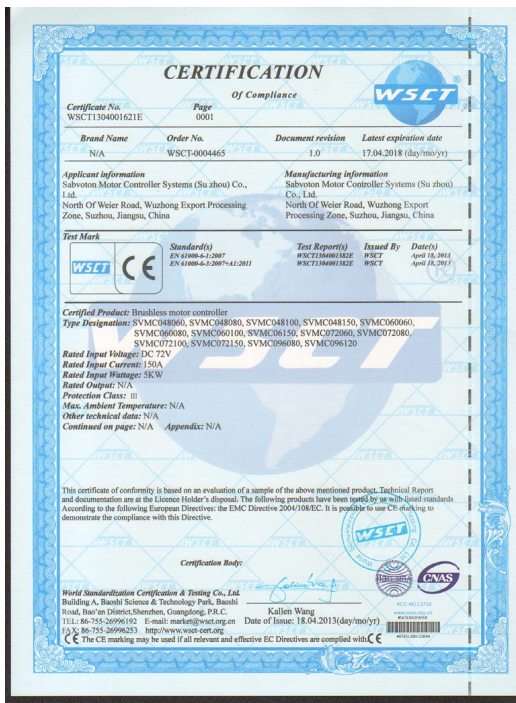 CERTIFICATION
Of Compliance
WSCT
Certificate No. Page
WSCT1304001621E 0001
Brand Name Order No. Document revision Latest expiration date
N/A WSCT-0004465 1.0 17.04.2018 (day/mo/yr)
Applicant information Manufacturing information
Sabvoton Motor Controller Systems (Su zhou) Co., Sabvoton Motor Controller Systems (Su zhou)
Ltd. Co., Ltd.
North Of Weier Road, Wuzhong Export Processing North Of Weier Road, Wuzhong Export
Zone, Suzhou, Jiangsu, China Processing Zone, Suzhou, Jiangsu, China
Test Mark
WSCT CE
Standard(s) Test Report(s) Issued By Date(s)
EN 61000-6-1:2007 WSCT1304001382E WSCT April 18, 2013
EN 61000-6-3:2007+A1:2011 WSCT1304001382E WSCT April 18, 2013
Certified Product: Brushless motor controller
Type Designation: SVMC048060, SVMC048080, SVMC048100, SVMC048150, SVMC060060,
SVMC060080, SVMC060100, SVMC06150, SVMC072060, SVMC072080,
SVMC072100, SVMC072150, SVMC096080, SVMC096120
Rated Input Voltage: DC 72V
Rated Input Current: 150A
Rated Input Wattage: 5KW
Rated Output: N/A
Protection Class: III
Max. Ambient Temperature: N/A
Other technical data: N/A
Continued on page: N/A Appendix: N/A
This certificate of conformity is based on an evaluation of a sample of the above mentioned product. Technical Report
and documentation are at the Licence Holder's disposal. The following products have been tested by us with listed standards
According to the following European Directives: the EMC Directive 2004/108/EC. It is possible to use CE marking to
demonstrate the compliance with this Directive.
WSCT
Certification Body:
CNAS
World Standardization Certification & Testing Co., Ltd.
Building A, Baoshi Science & Technology Park, Baoshi
Road, Bao'an District,Shenzhen, Guangdong, P.R.C.
TEL: 86-755-26996192 E-mail: market@wsct.org.cn
FAX: 86-755-26996253 http://www.wsct-cert.org
Kallen Wang
Date of Issue: 18.04.2013(day/mo/yr)
CE The CE marking may be used if all relevant and effective EC Directives are complied with. CE